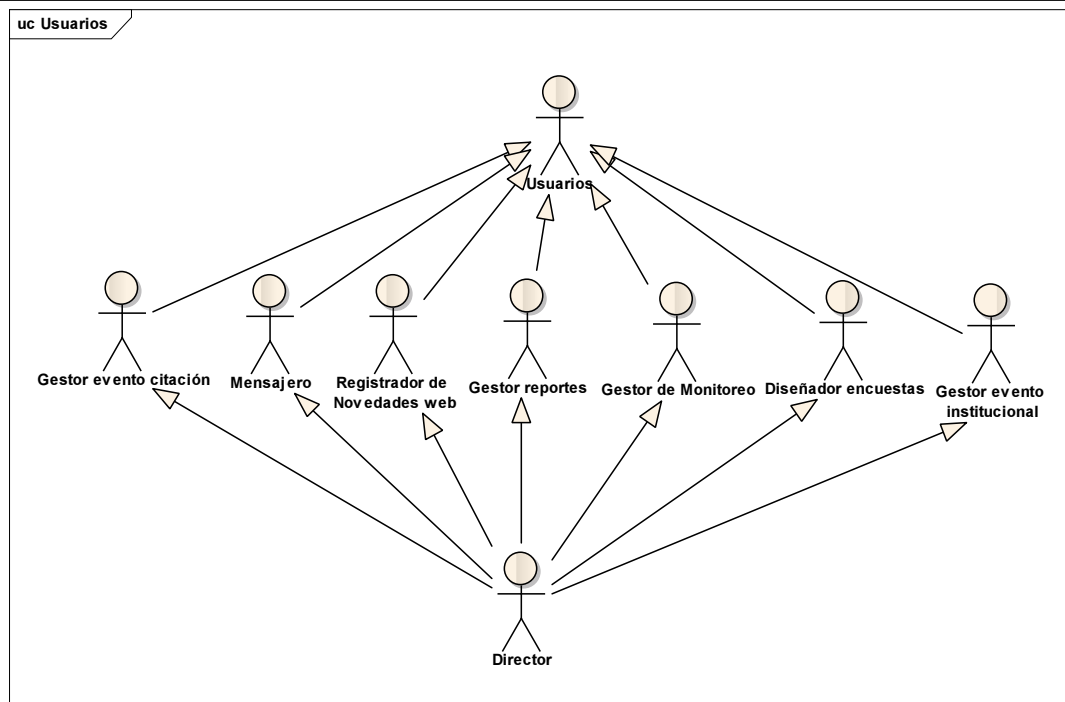 uc Usuarios
Usuarios
Gestor evento citación
Mensajero
Registrador de
Novedades web
Gestor reportes
Gestor de Monitoreo
Diseñador encuestas
Gestor evento
institucional
Director